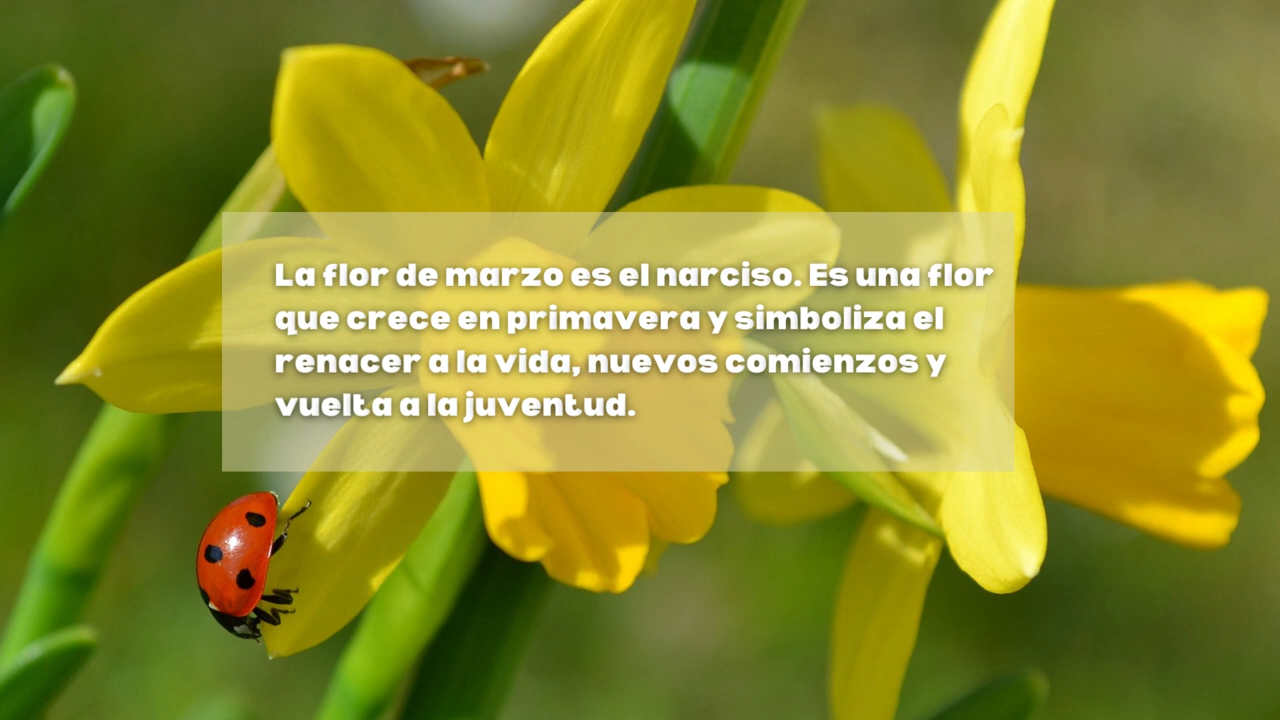 La flor de marzo es el narciso. Es una flor
que crece en primavera y simboliza el
renacer a la vida, nuevos comienzos y
vuelta a la juventud.